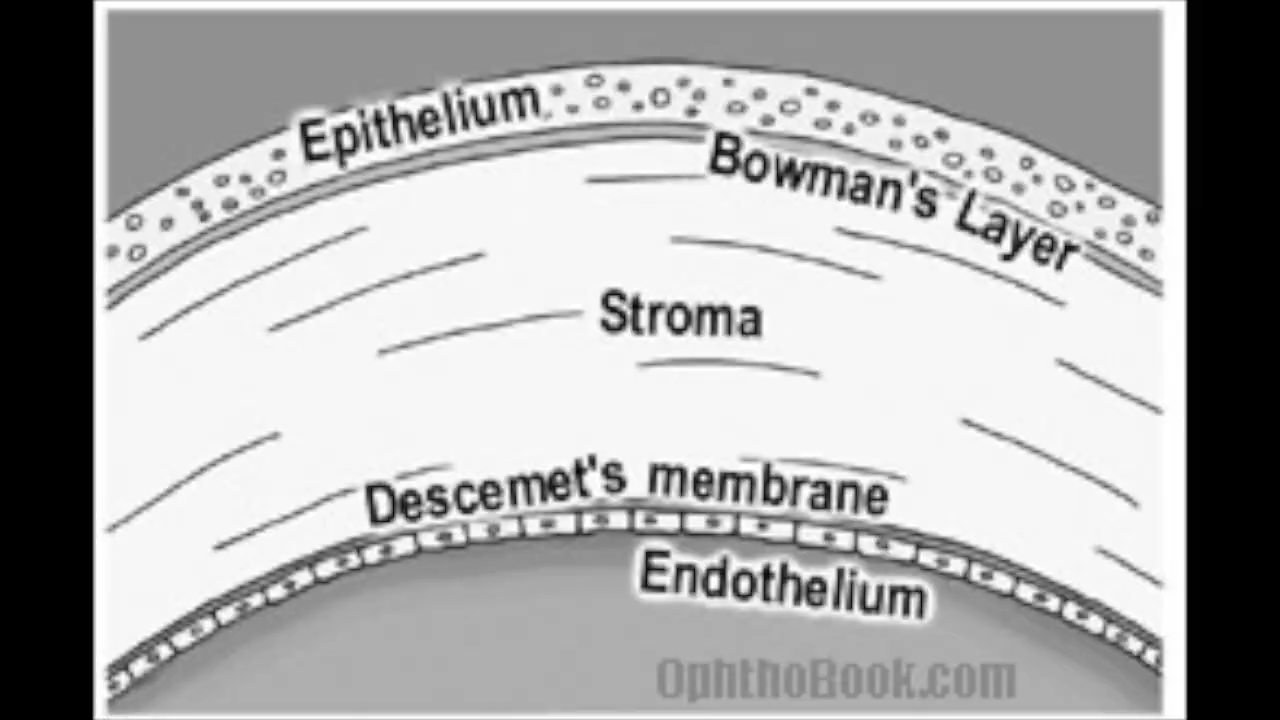 Epithelium
Bowman's Layer
Stroma
Descemet's membrane
Endothelium
OphthoBook.com